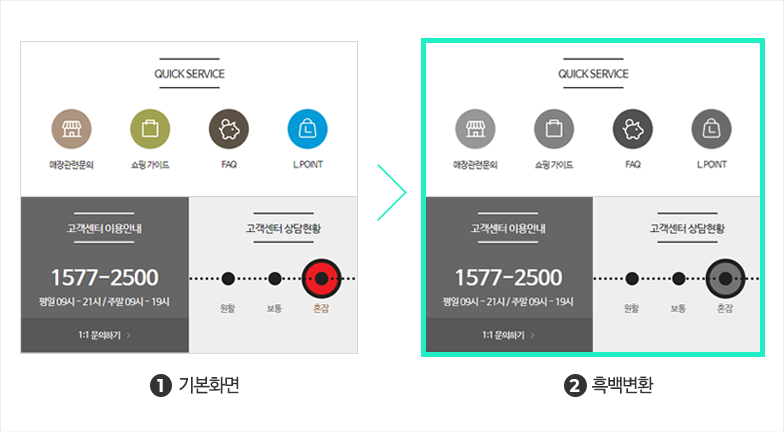 QUICK SERVICE
매장관련문의 쇼핑 가이드 FAQ L.POINT
고객센터 이용안내
1577-2500
평일 09시 - 21시 / 주말 09시 - 19시
1:1 문의하기 >
고객센터 상담현황
원활 보통 혼잡
1 기본화면
QUICK SERVICE
매장관련문의 쇼핑 가이드 FAQ L.POINT
고객센터 이용안내
1577-2500
평일 09시 - 21시 / 주말 09시 - 19시
1:1 문의하기 >
고객센터 상담현황
원활 보통 혼잡
2 흑백변환